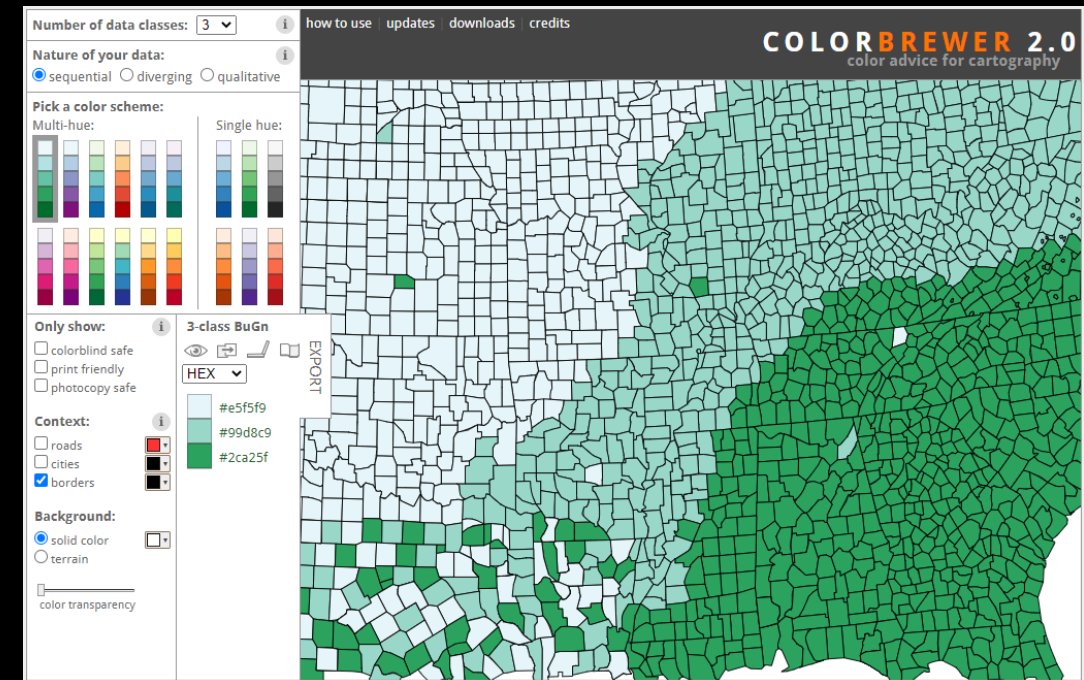 Number of data classes: 3 i
how to use updates downloads credits
COLORBREWER 2.0
color advice for cartography
Nature of your data: i
sequential diverging qualitative
Pick a color scheme:
Multi-hue: Single hue:
Only show: i
colorblind safe
print friendly
photocopy safe
Context: i
roads
cities
borders
Background:
solid color
terrain
color transparency
3-class BuGn
HEX
#e5f5f9
#99d8c9
#2ca25f
EXPORT